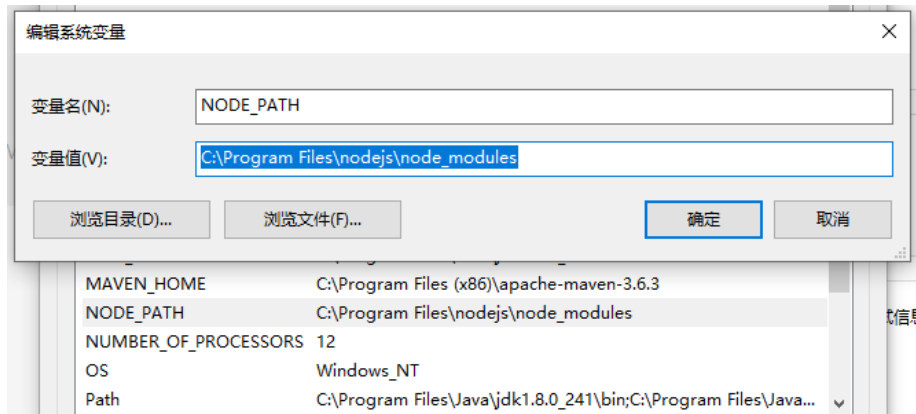 编辑系统变量
变量名(N):
NODE_PATH
变量值(V):
C:\Program Files\nodejs\node_modules
浏览目录(D)...
浏览文件(F)...
确定
取消
MAVEN_HOME C:\Program Files (x86)\apache-maven-3.6.3
NODE_PATH C:\Program Files\nodejs\node_modules
NUMBER_OF_PROCESSORS 12
OS Windows_NT
Path C:\Program Files\Java\jdk1.8.0_241\bin;C:\Program Files\Java...